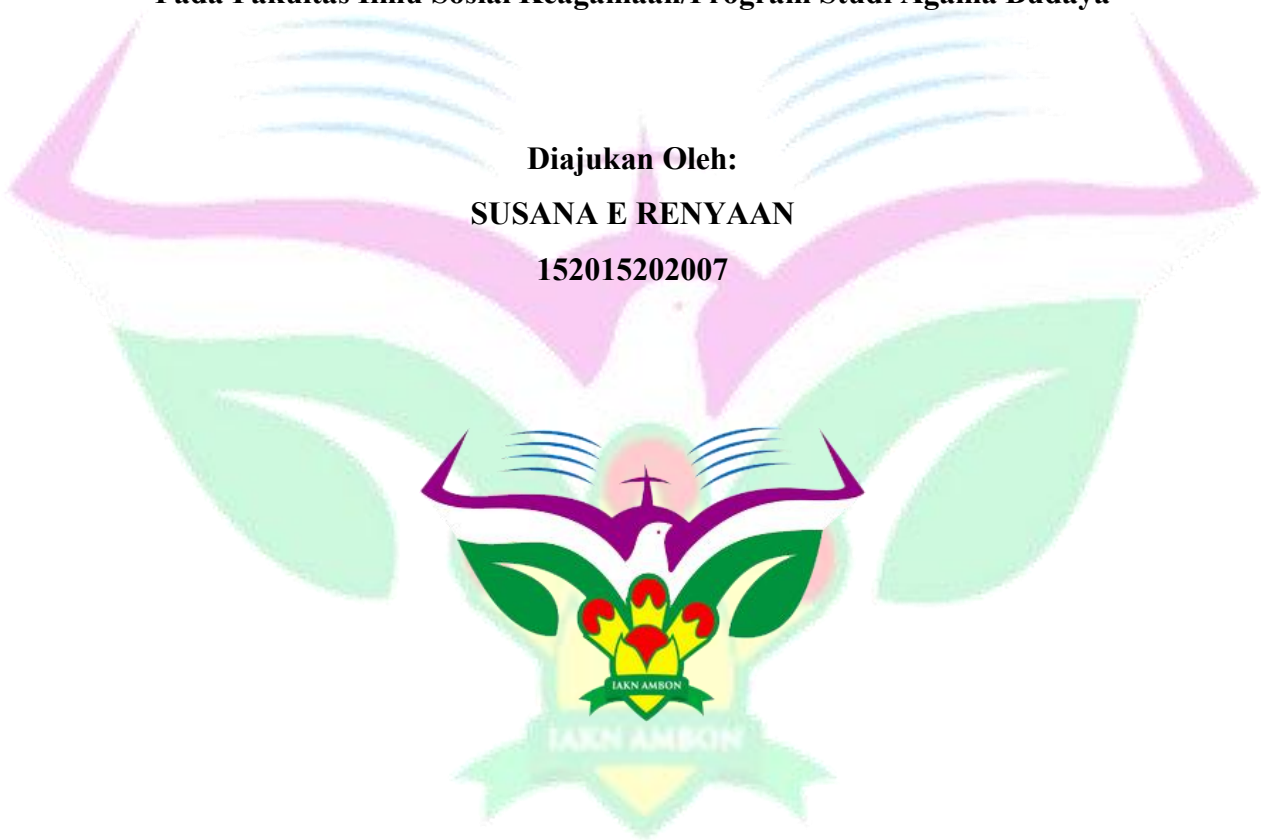 Pada Fakultas Ilmu Sosial Keagamaan/Program Studi Agama Budaya
Diajukan Oleh:
SUSANA E RENYAAN
152015202007
IAKN AMBON
IAKN AMBON